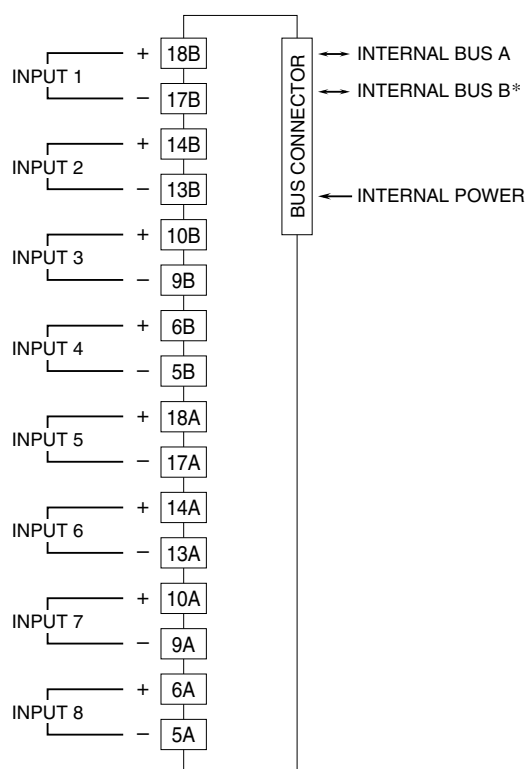 INPUT 1
+ 18B
− 17B
INPUT 2
+ 14B
− 13B
INPUT 3
+ 10B
− 9B
INPUT 4
+ 6B
− 5B
INPUT 5
+ 18A
− 17A
INPUT 6
+ 14A
− 13A
INPUT 7
+ 10A
− 9A
INPUT 8
+ 6A
− 5A
BUS CONNECTOR
INTERNAL BUS A
INTERNAL BUS B*
INTERNAL POWER